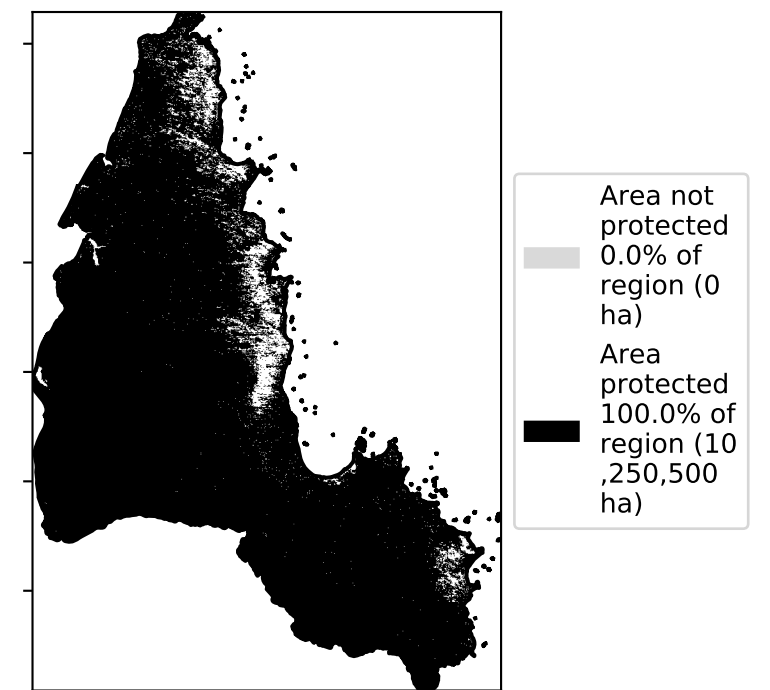 Area not
protected
0.0% of
region (0
ha)
Area
protected
100.0% of
region (10
,250,500
ha)